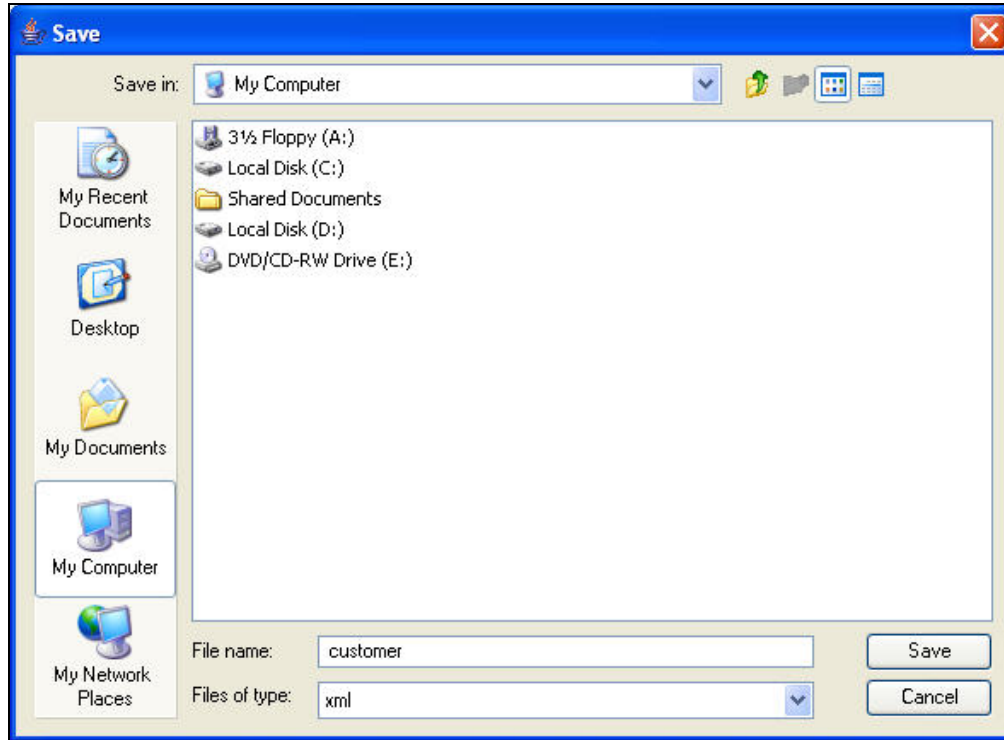 Save
Save in:
My Computer
My Recent
Documents
Desktop
My Documents
My Computer
My Network
Places
3½ Floppy (A:)
Local Disk (C:)
Shared Documents
Local Disk (D:)
DVD/CD-RW Drive (E:)
File name:
customer
Save
Files of type:
xml
Cancel